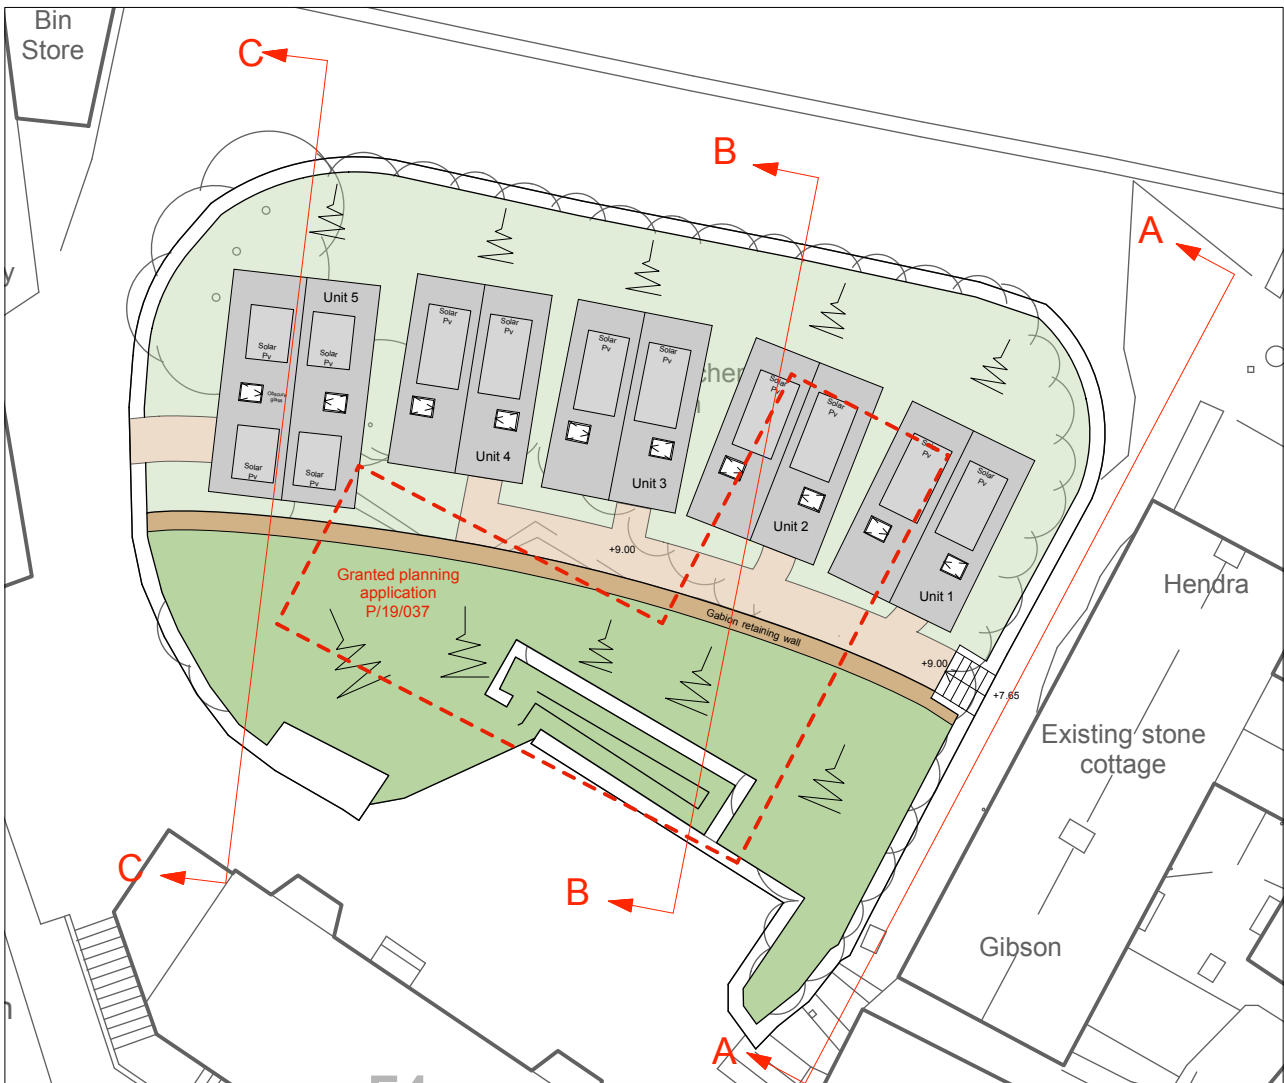 Bin
Store
C
B
A
Unit 5
Solar
Pv
Solar
Pv
Obscure
glass
Solar
Pv
Solar
Pv
Solar
Pv
Solar
Pv
Unit 4
Solar
Pv
Solar
Pv
Unit 3
Solar
Pv
Solar
Pv
Unit 2
Solar
Pv
Solar
Pv
Unit 1
+9.00
Granted planning
application
P/19/037
Gabion retaining wall
+9.00
+7.65
Hendra
Existing stone
cottage
Gibson
C
B
A